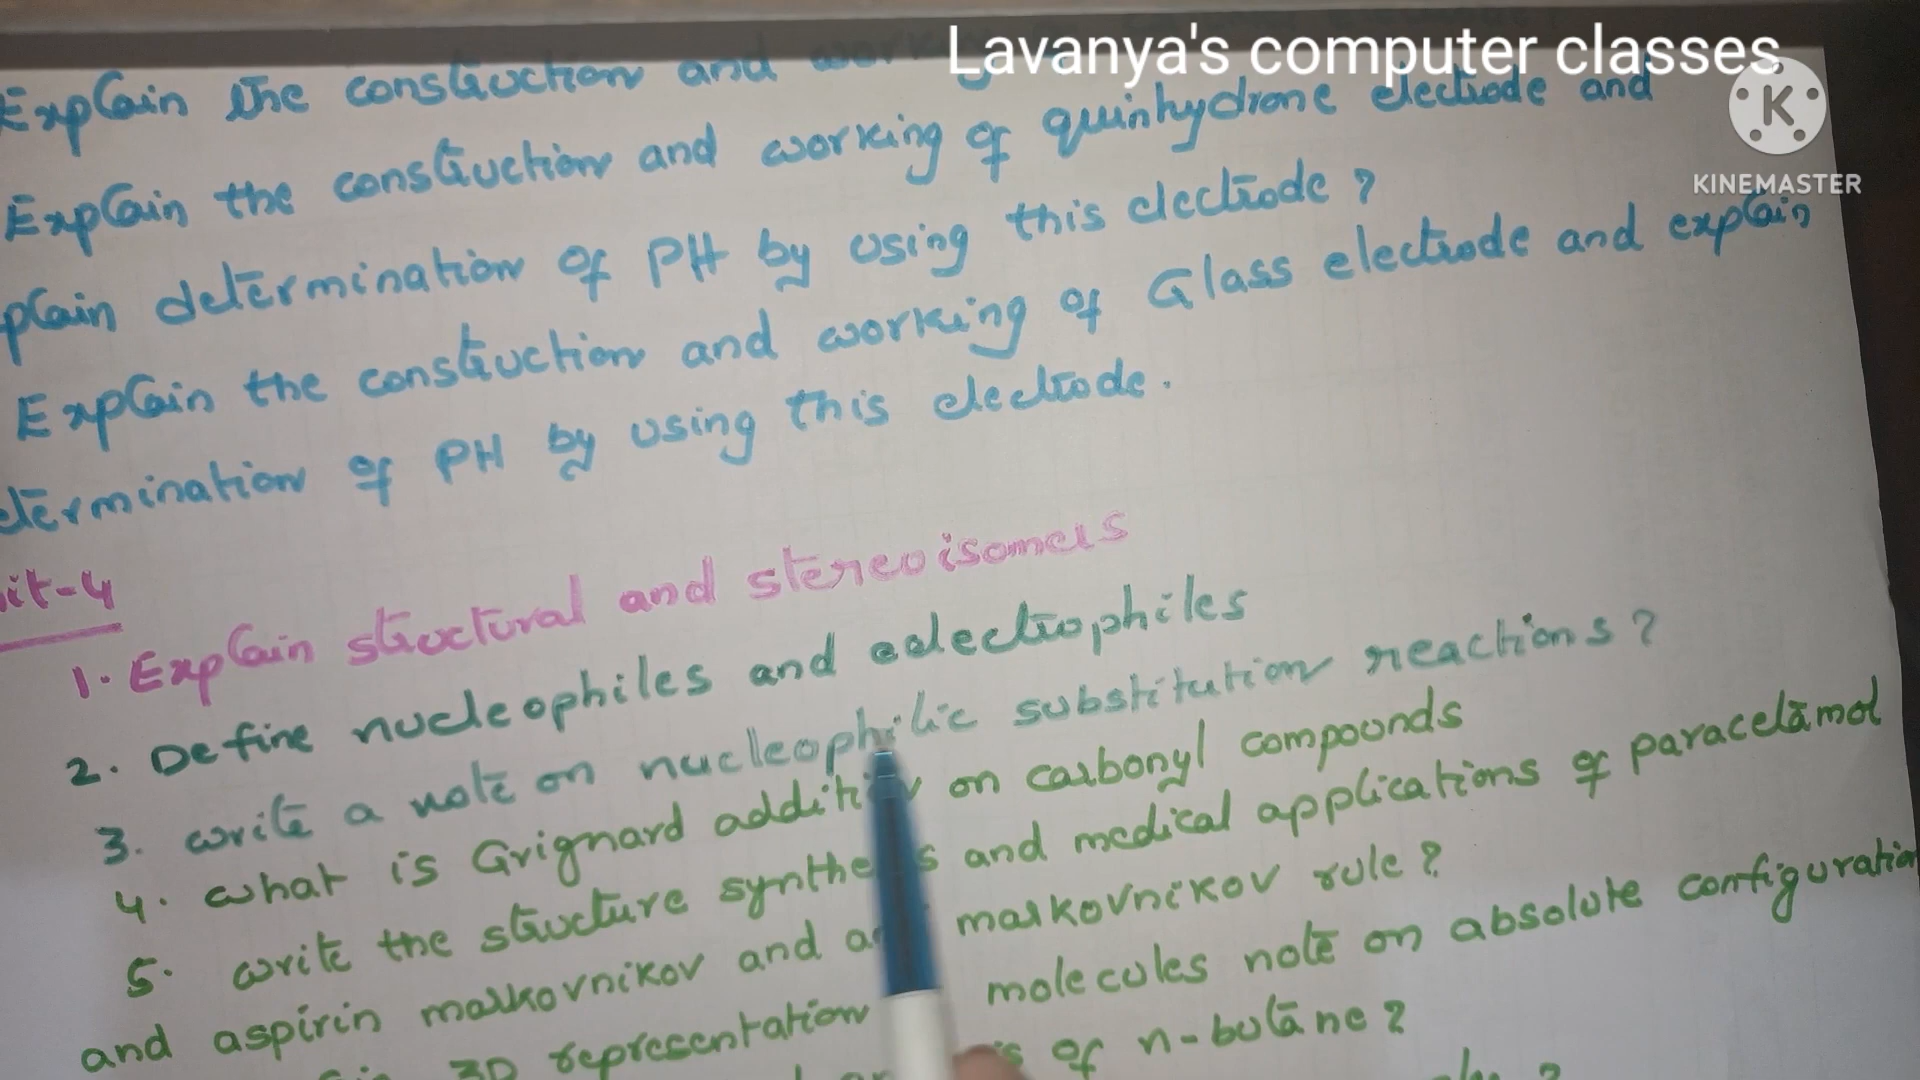 Lavanya's computer classes
KINEMASTER
Explain the construction and
Explain the construction and working of quinhydrone electrode and
plain determination of PH by using this electrode?
Explain the construction and working of Glass electrode and explain
determination of PH by using this electrode.
it-4
1. Explain structural and stereoisomers
2. Define nucleophiles and eelectrophiles
3. write a note on nucleophilic substitution reactions?
4. what is Grignard addition on carbonyl compounds
5. write the structure synthesis and medical applications of paracetamol
and aspirin markovnikov and markovnikov rule?
3D representation molecules note on absolute configuration
of n-butane?